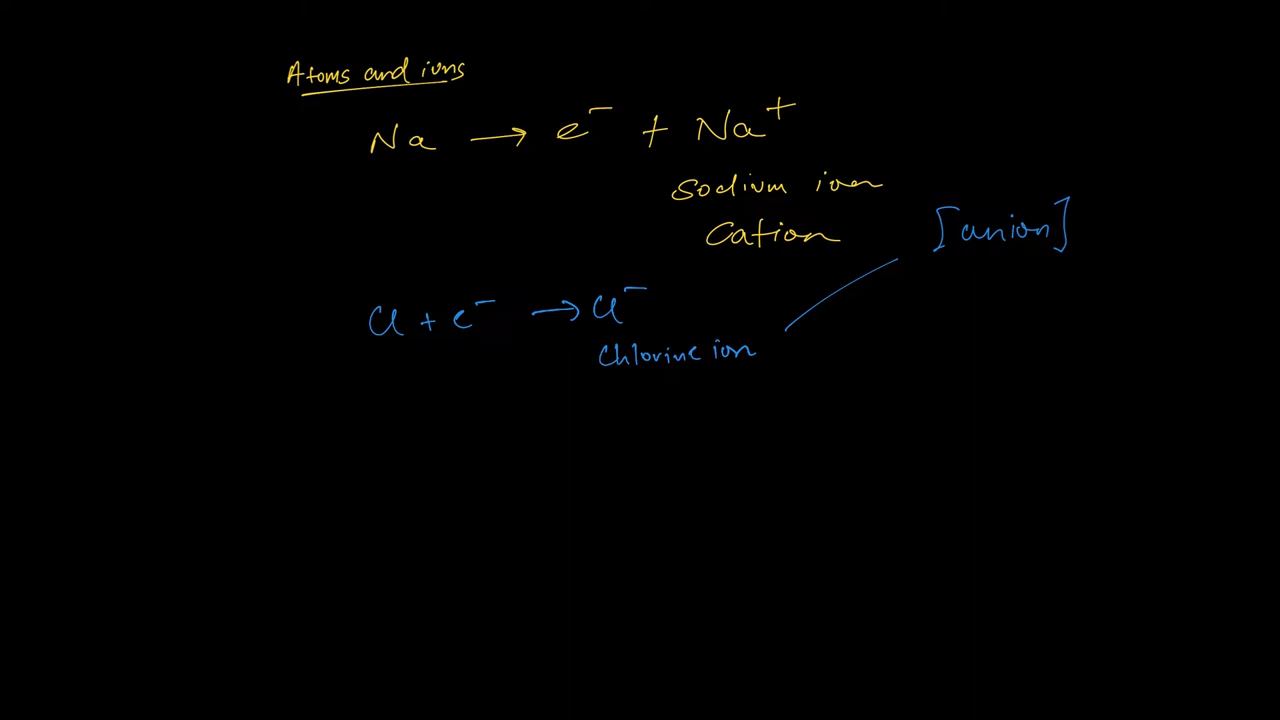 Atoms and ions
Na → e⁻ + Na⁺
Sodium ion
Cation
[anion]
Cl + e⁻ → Cl⁻
Chlorine ion